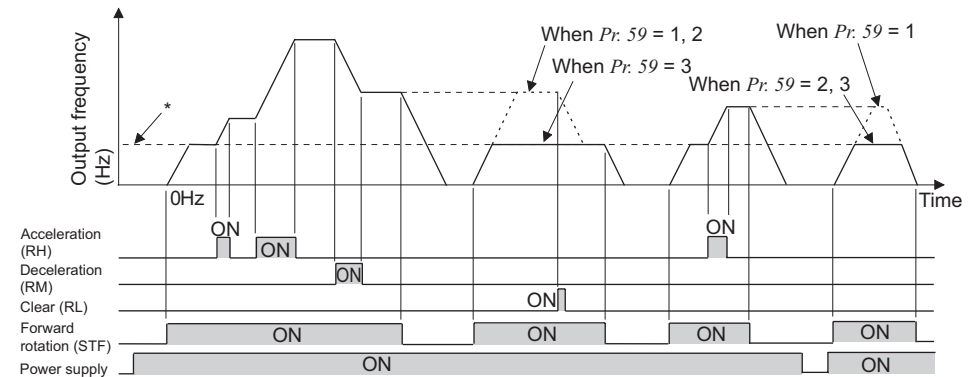 Output frequency
(Hz)
*
When Pr. 59 = 1, 2
When Pr. 59 = 3
When Pr. 59 = 1
When Pr. 59 = 2, 3
0Hz
Time
Acceleration
(RH)
ON
ON
ON
Deceleration
(RM)
ON
Clear (RL)
ON
Forward
rotation (STF)
ON
ON
ON
ON
Power supply
ON
ON